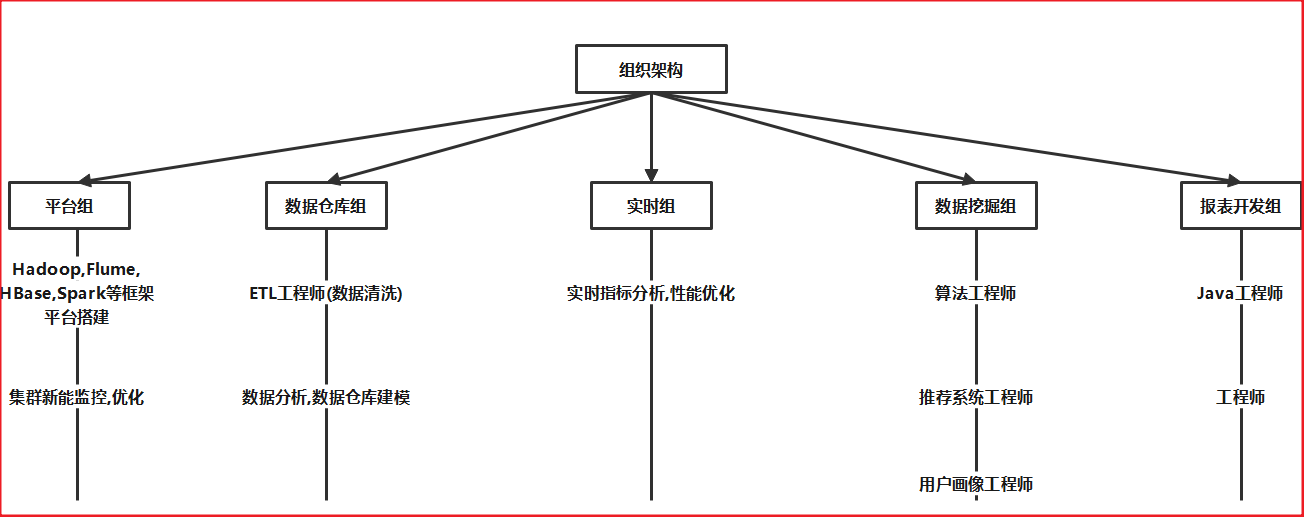 组织架构
平台组
数据仓库组
实时组
数据挖掘组
报表开发组
Hadoop,Flume,
HBase,Spark等框架
平台搭建
集群新能监控,优化
ETL工程师(数据清洗)
数据分析,数据仓库建模
实时指标分析,性能优化
算法工程师
推荐系统工程师
用户画像工程师
Java工程师
工程师